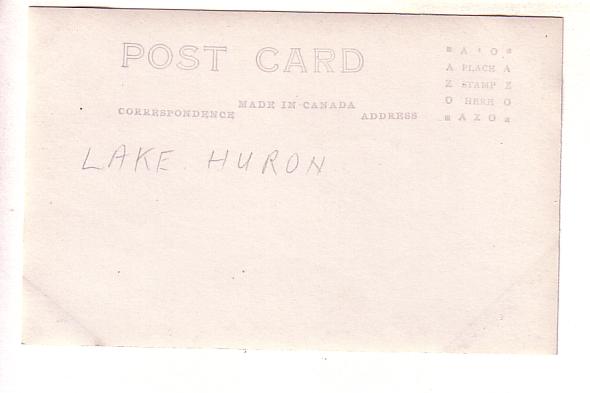 POST CARD
CORRESPONDENCE
MADE IN CANADA
ADDRESS
A Z O
A PLACE A
Z STAMP Z
O HERE O
A Z O
LAKE HURON